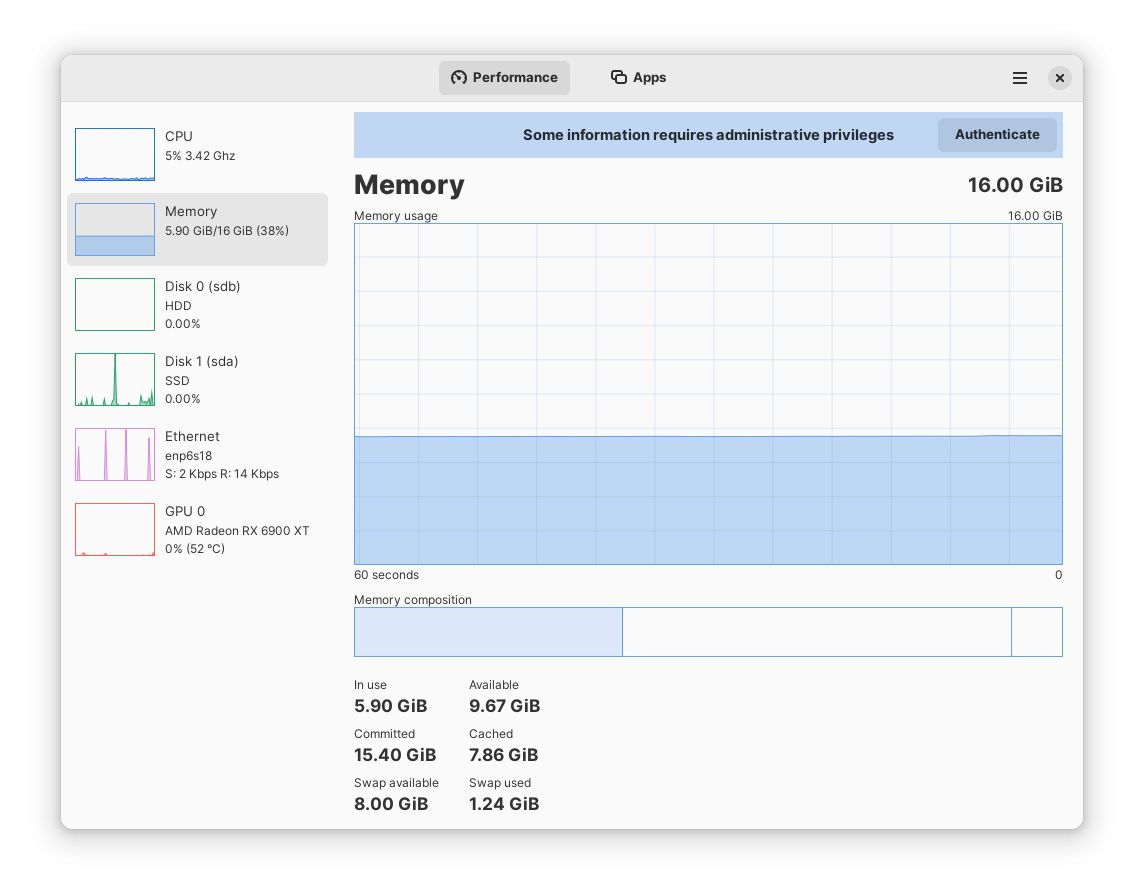 Performance
Apps
CPU
5% 3.42 Ghz
Memory
5.90 GiB/16 GiB (38%)
Disk 0 (sdb)
HDD
0.00%
Disk 1 (sda)
SSD
0.00%
Ethernet
enp6s18
S: 2 Kbps R: 14 Kbps
GPU 0
AMD Radeon RX 6900 XT
0% (52 °C)
Some information requires administrative privileges
Authenticate
Memory
16.00 GiB
Memory usage
16.00 GiB
60 seconds
0
Memory composition
In use
Available
5.90 GiB
9.67 GiB
Committed
Cached
15.40 GiB
7.86 GiB
Swap available
Swap used
8.00 GiB
1.24 GiB